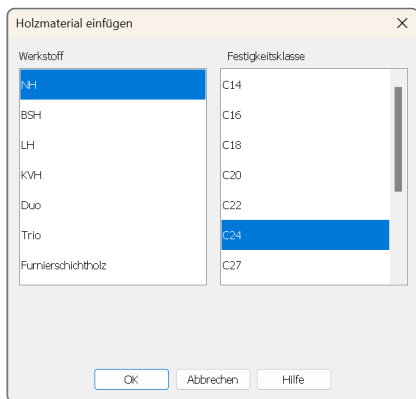 Holzmaterial einfügen
Werkstoff
Festigkeitsklasse
NH
BSH
LH
KVH
Duo
Trio
Furnierschichtholz
C14
C16
C18
C20
C22
C24
C27
OK
Abbrechen
Hilfe